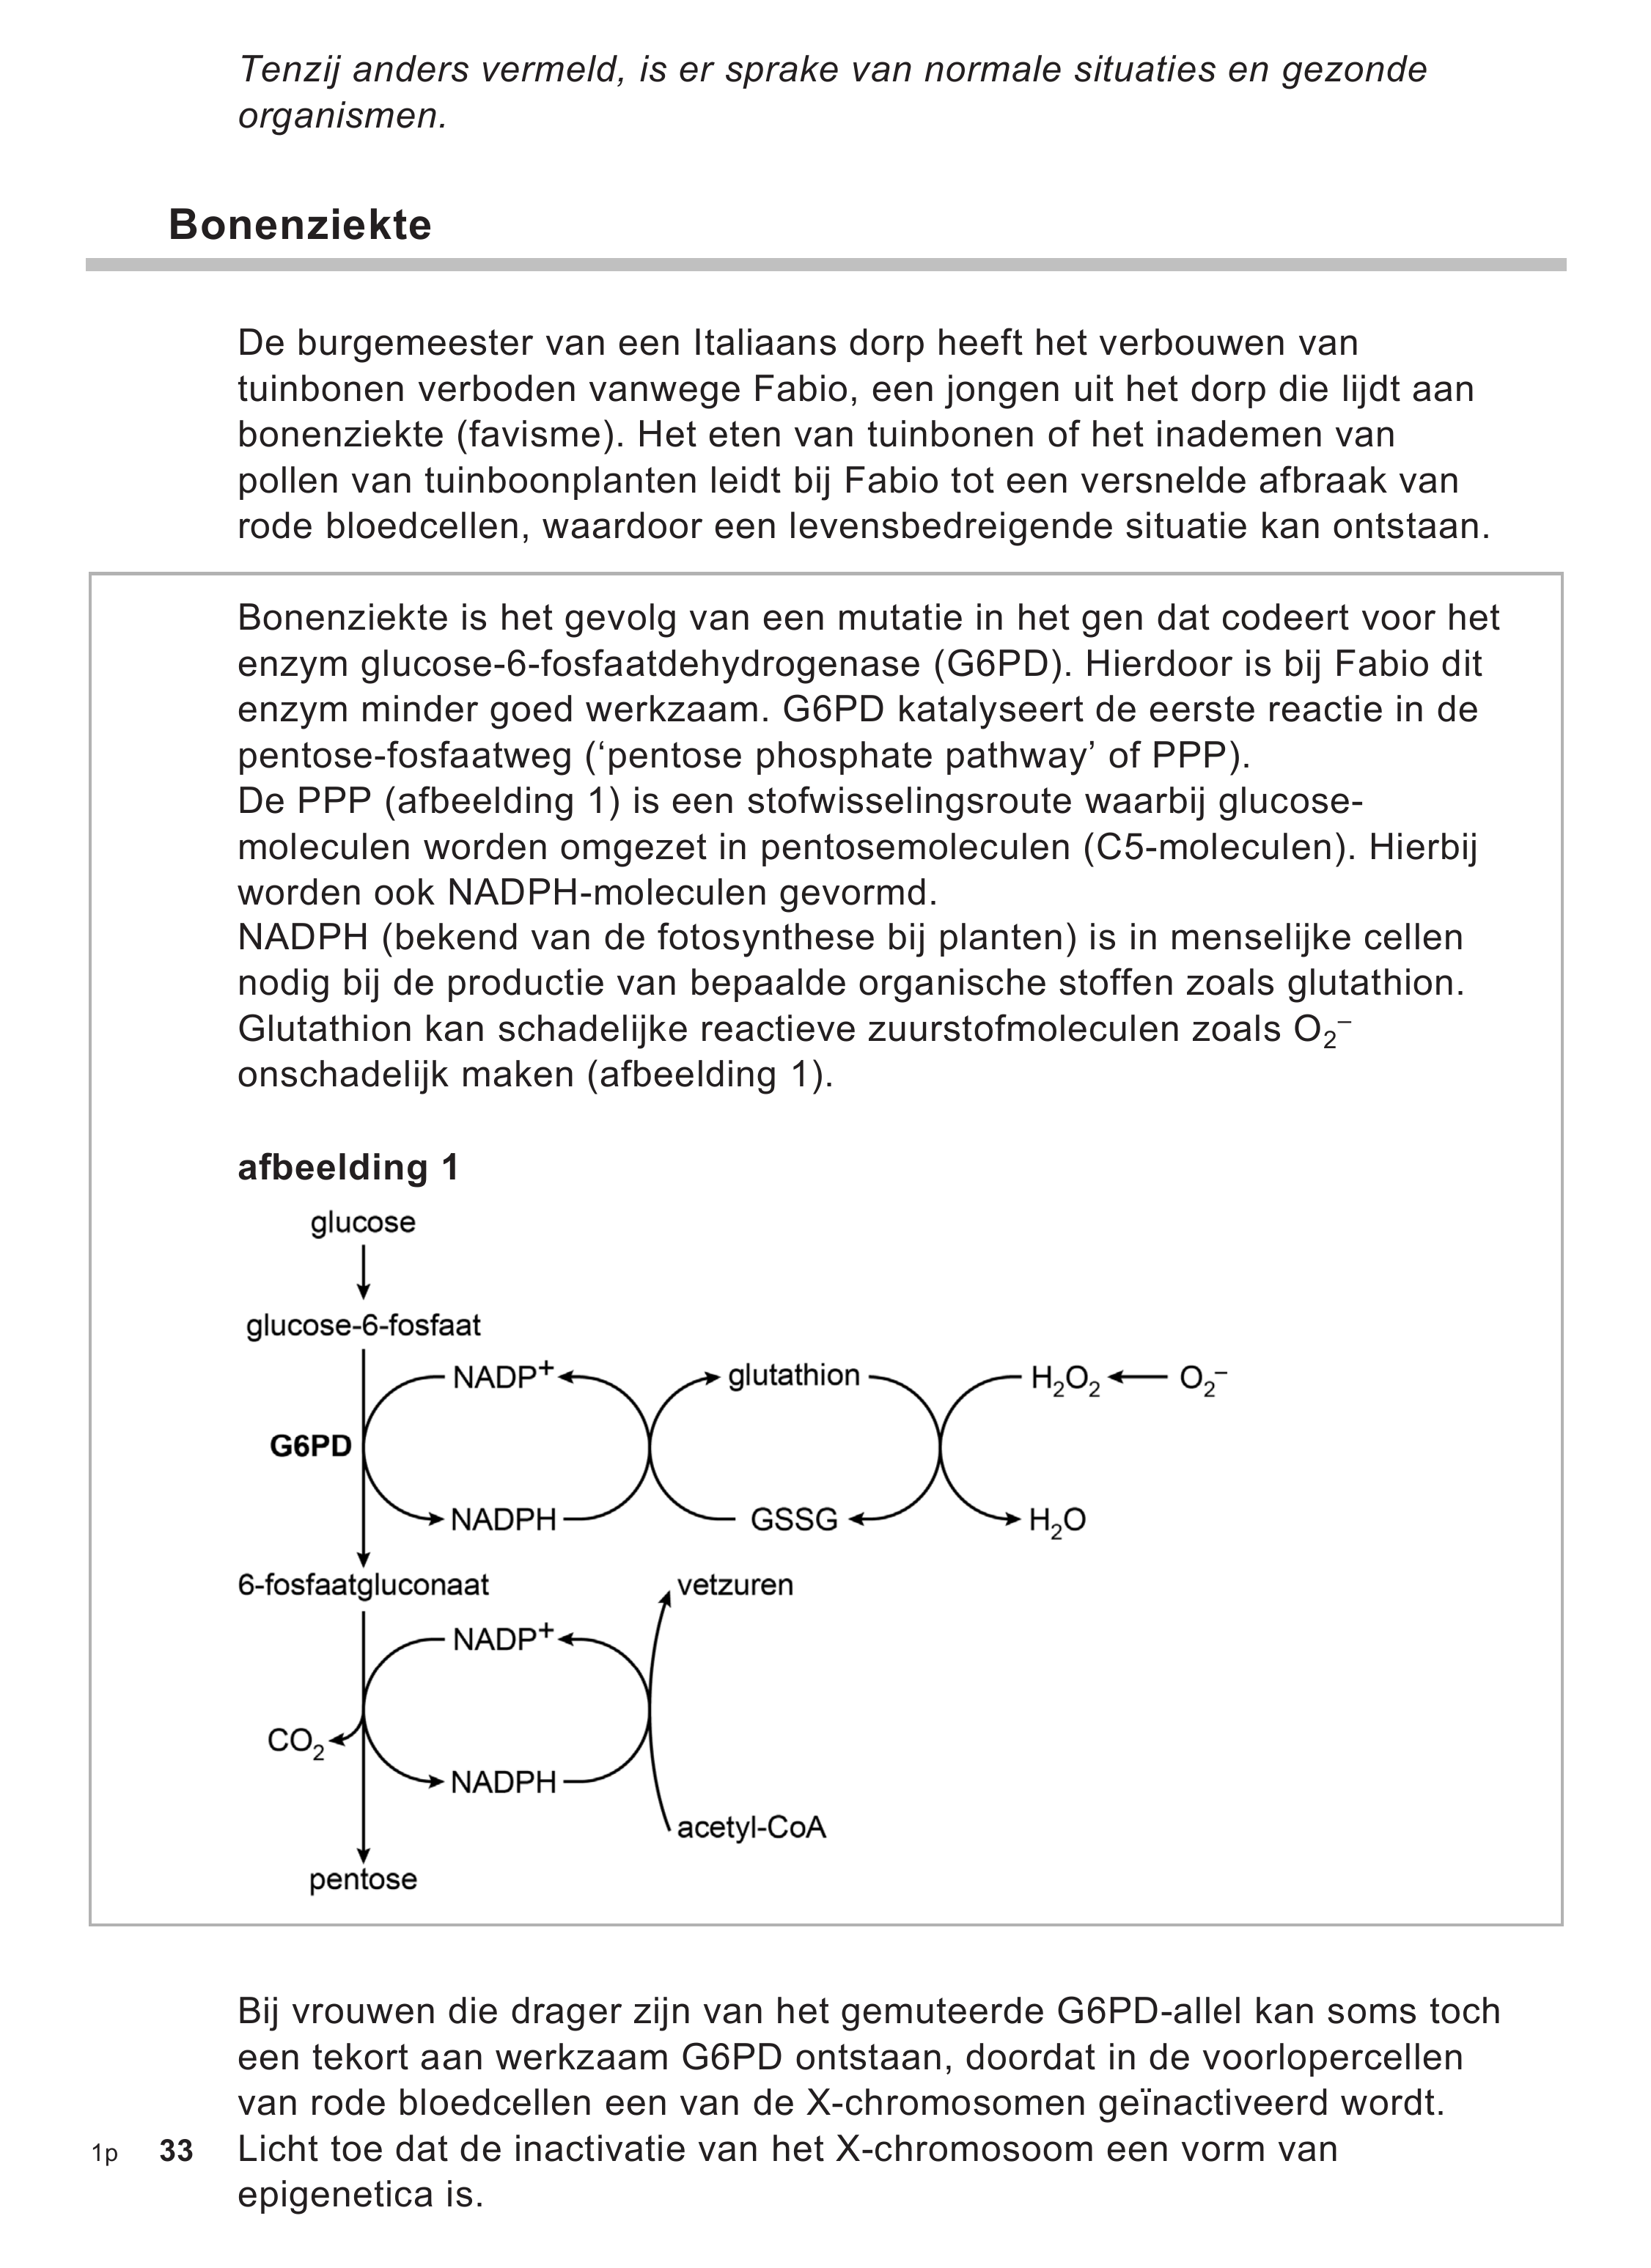 Tenzij anders vermeld, is er sprake van normale situaties en gezonde
organismen.
Bonenziekte
De burgemeester van een Italiaans dorp heeft het verbouwen van
tuinbonen verboden vanwege Fabio, een jongen uit het dorp die lijdt aan
bonenziekte (favisme). Het eten van tuinbonen of het inademen van
pollen van tuinboonplanten leidt bij Fabio tot een versnelde afbraak van
rode bloedcellen, waardoor een levensbedreigende situatie kan ontstaan.
Bonenziekte is het gevolg van een mutatie in het gen dat codeert voor het
enzym glucose-6-fosfaatdehydrogenase (G6PD). Hierdoor is bij Fabio dit
enzym minder goed werkzaam. G6PD katalyseert de eerste reactie in de
pentose-fosfaatweg (‘pentose phosphate pathway’ of PPP).
De PPP (afbeelding 1) is een stofwisselingsroute waarbij glucose-
moleculen worden omgezet in pentosemoleculen (C5-moleculen). Hierbij
worden ook NADPH-moleculen gevormd.
NADPH (bekend van de fotosynthese bij planten) is in menselijke cellen
nodig bij de productie van bepaalde organische stoffen zoals glutathion.
Glutathion kan schadelijke reactieve zuurstofmoleculen zoals O₂⁻
onschadelijk maken (afbeelding 1).
afbeelding 1
glucose
glucose-6-fosfaat
NADP⁺ glutathion H₂O₂ O₂⁻
G6PD
NADPH GSSG H₂O
6-fosfaatgluconaat vetzuren
NADP⁺
CO₂
NADPH
acetyl-CoA
pentose
Bij vrouwen die drager zijn van het gemuteerde G6PD-allel kan soms toch
een tekort aan werkzaam G6PD ontstaan, doordat in de voorlopercellen
van rode bloedcellen een van de X-chromosomen geïnactiveerd wordt.
1p 33 Licht toe dat de inactivatie van het X-chromosoom een vorm van
epigenetica is.